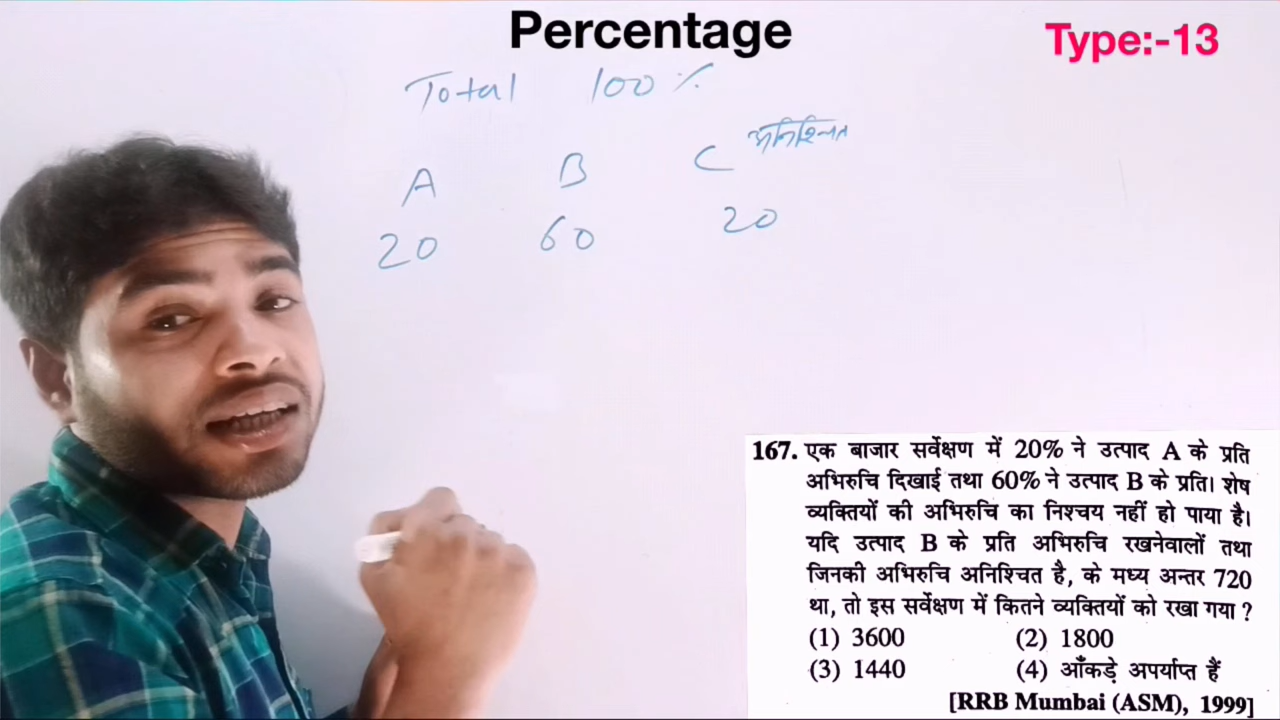 Percentage
Type:-13
Total 100%
A B C अनिश्चित
20 60 20
167. एक बाजार सर्वेक्षण में 20% ने उत्पाद A के प्रति
अभिरुचि दिखाई तथा 60% ने उत्पाद B के प्रति। शेष
व्यक्तियों की अभिरुचि का निश्चय नहीं हो पाया है।
यदि उत्पाद B के प्रति अभिरुचि रखनेवालों तथा
जिनकी अभिरुचि अनिश्चित है, के मध्य अन्तर 720
था, तो इस सर्वेक्षण में कितने व्यक्तियों को रखा गया ?
(1) 3600 (2) 1800
(3) 1440 (4) आँकड़े अपर्याप्त हैं
[RRB Mumbai (ASM), 1999]